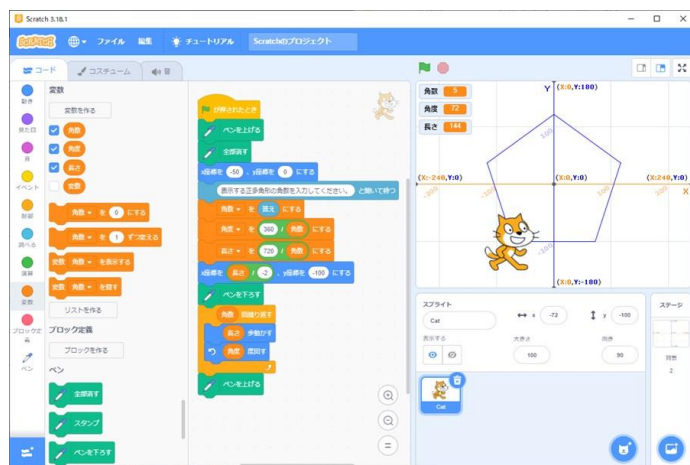 Scratch 3.18.1
SCRATCH ファイル 編集 チュートリアル Scratchのプロジェクト
コード コスチューム 音
動き
見た目
音
イベント
制御
調べる
演算
変数
ブロック定義
ペン
変数
変数を作る
角数
角度
長さ
変数
角数 を 0 にする
角数 を 1 ずつ変える
変数 角数 を表示する
変数 角数 を隠す
リストを作る
ブロック定義
ブロックを作る
ペン
全部消す
スタンプ
ペンを下ろす
が押されたとき
ペンを上げる
全部消す
x座標を -50 、y座標を 0 にする
表示する正多角形の角数を入力してください。 と聞いて待つ
角数 を 答え にする
角度 を 360 / 角数 にする
長さ を 720 / 角数 にする
x座標を 長さ / -2 、y座標を -100 にする
ペンを下ろす
角数 回繰り返す
長さ 歩動かす
角度 度回す
ペンを上げる
角数 5
角度 72
長さ 144
Y (X:0,Y:180)
100
(X:-240,Y:0) (X:0,Y:0) (X:240,Y:0)
-200 -100 100 200 X
-100
(X:0,Y:-180)
スプライト
Cat x -72 y -100
表示する 大きさ 向き
100 90
Cat
ステージ
背景
2